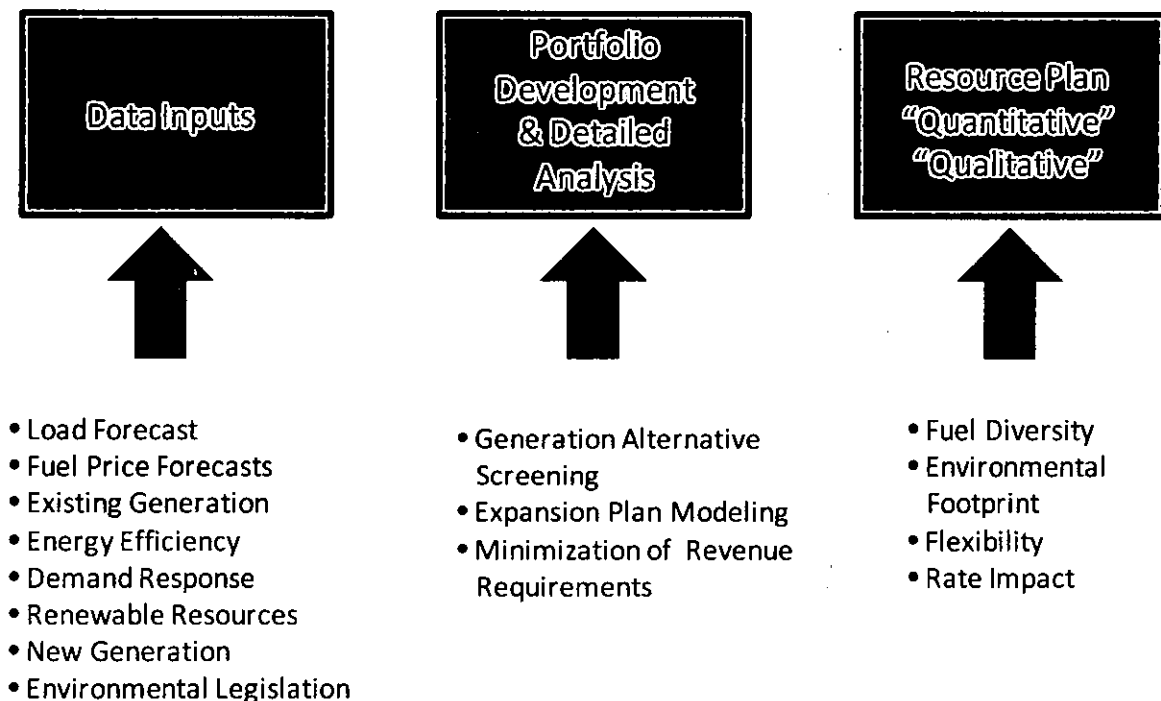 Data Inputs
Portfolio
Development
& Detailed
Analysis
Resource Plan
“Quantitative”
“Qualitative”
• Load Forecast
• Fuel Price Forecasts
• Existing Generation
• Energy Efficiency
• Demand Response
• Renewable Resources
• New Generation
• Environmental Legislation
• Generation Alternative
Screening
• Expansion Plan Modeling
• Minimization of Revenue
Requirements
• Fuel Diversity
• Environmental
Footprint
• Flexibility
• Rate Impact